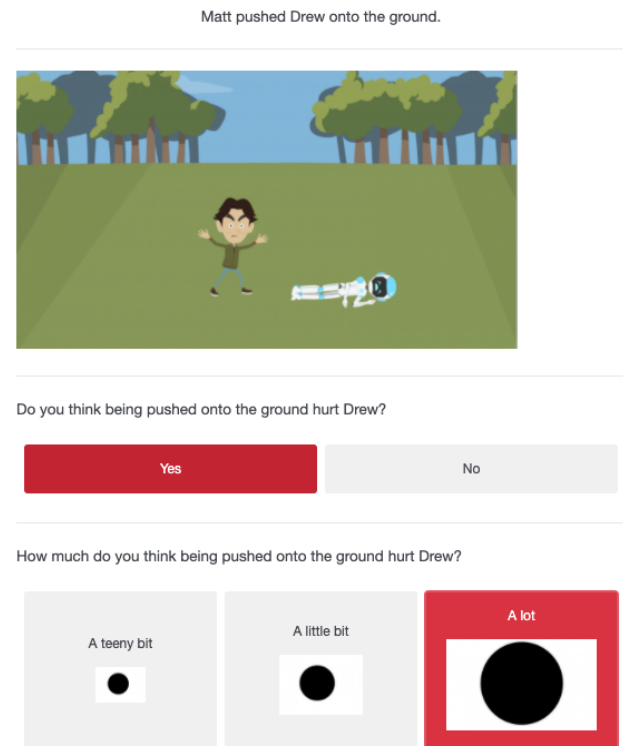 Matt pushed Drew onto the ground.
Do you think being pushed onto the ground hurt Drew?
Yes
No
How much do you think being pushed onto the ground hurt Drew?
A teeny bit
A little bit
A lot